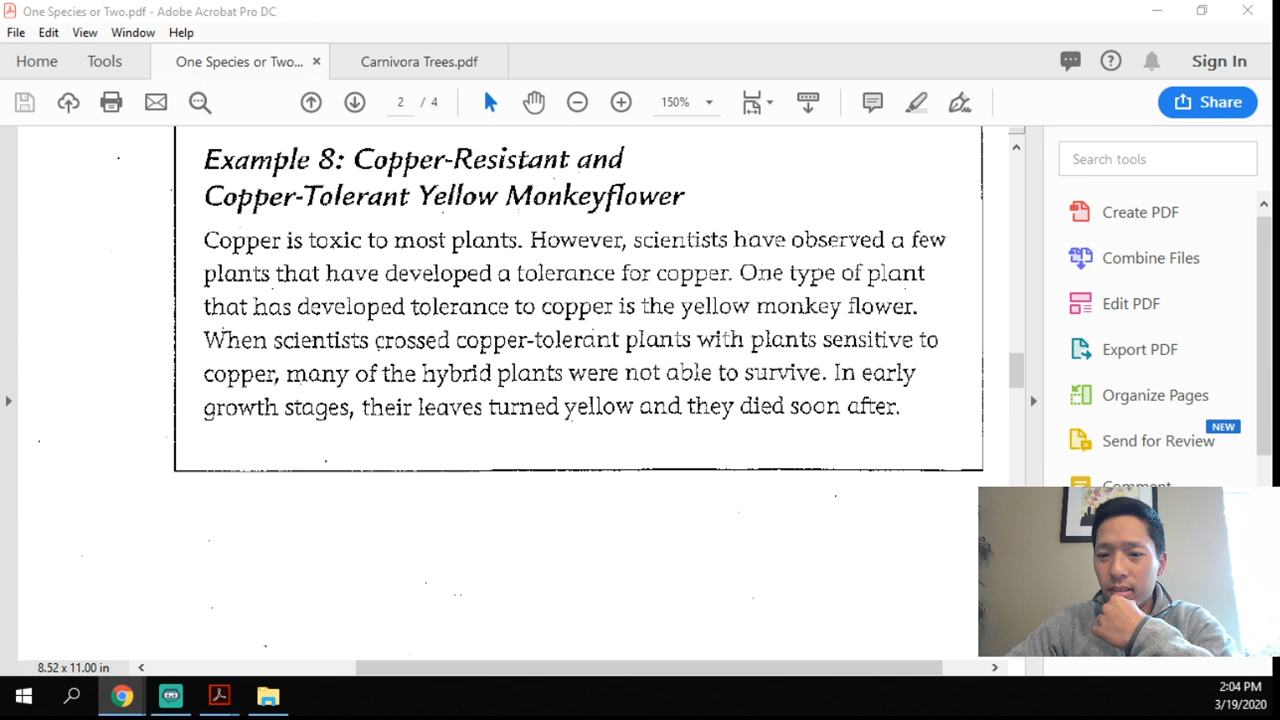 One Species or Two.pdf - Adobe Acrobat Pro DC
File Edit View Window Help
Home Tools One Species or Two... × Carnivora Trees.pdf Sign In
2 / 4 150% Share
Example 8: Copper-Resistant and
Copper-Tolerant Yellow Monkeyflower
Copper is toxic to most plants. However, scientists have observed a few
plants that have developed a tolerance for copper. One type of plant
that has developed tolerance to copper is the yellow monkey flower.
When scientists crossed copper-tolerant plants with plants sensitive to
copper, many of the hybrid plants were not able to survive. In early
growth stages, their leaves turned yellow and they died soon after.
Search tools
Create PDF
Combine Files
Edit PDF
Export PDF
Organize Pages
NEW
Send for Review
Comment
8.52 x 11.00 in
2:04 PM
3/19/2020